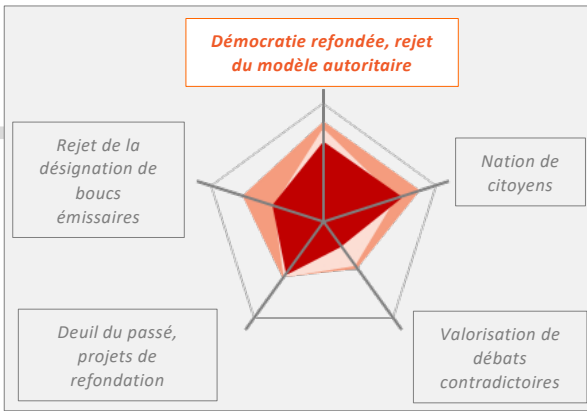 Démocratie refondée, rejet
du modèle autoritaire
Rejet de la
désignation de
boucs
émissaires
Nation de
citoyens
Deuil du passé,
projets de
refondation
Valorisation de
débats
contradictoires